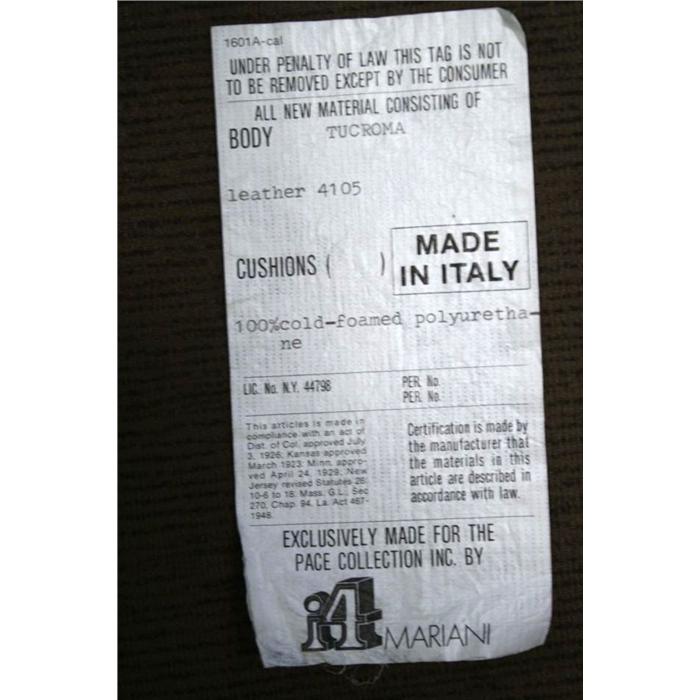 1601A-cal
UNDER PENALTY OF LAW THIS TAG IS NOT
TO BE REMOVED EXCEPT BY THE CONSUMER
ALL NEW MATERIAL CONSISTING OF
BODY TUCROMA
leather 4105
CUSHIONS ( )
MADE
IN ITALY
100%cold-foamed polyuretha-
ne
LIC. No. N.Y. 44798
PER. No.
PER. No.
This articles is made in
compliance with an act of
Dist. of Col. approved July
3, 1926; Kansas approved
March 1923; Minn. appro-
ved April 24, 1929; New
Jersey revised Statutes 26:
10-6 to 18. Mass. G.L., Sec
270, Chap. 94. La. Act 467-
1948.
Certification is made by
the manufacturer that
the materials in this
article are described in
accordance with law.
EXCLUSIVELY MADE FOR THE
PACE COLLECTION INC. BY
i4 MARIANI